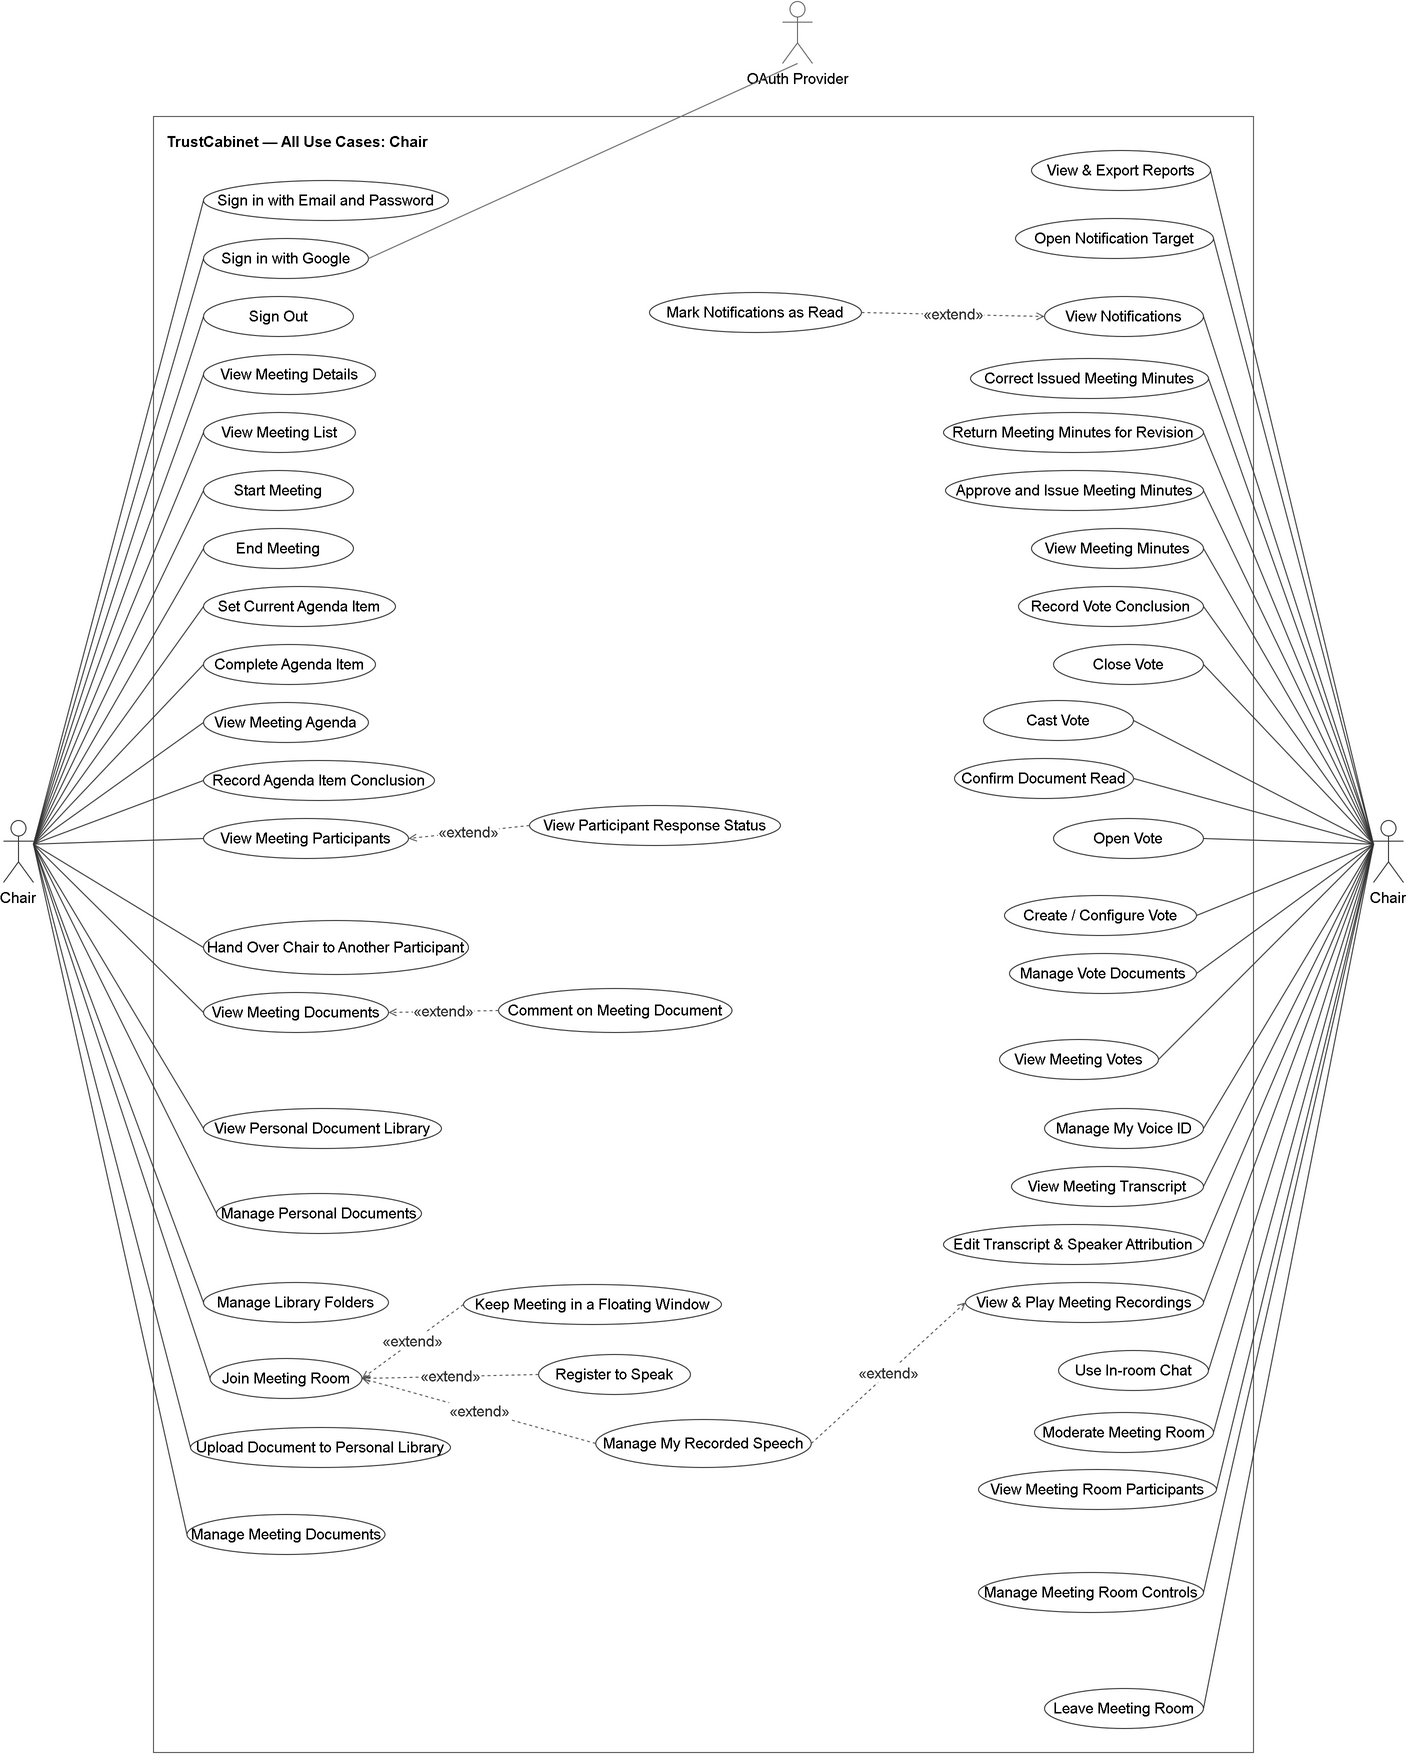 OAuth Provider
TrustCabinet — All Use Cases: Chair
Sign in with Email and Password
Sign in with Google
Sign Out
View Meeting Details
View Meeting List
Start Meeting
End Meeting
Set Current Agenda Item
Complete Agenda Item
View Meeting Agenda
Record Agenda Item Conclusion
View Meeting Participants
«extend»
View Participant Response Status
Chair
Hand Over Chair to Another Participant
View Meeting Documents
«extend»
Comment on Meeting Document
View Personal Document Library
Manage Personal Documents
Manage Library Folders
Keep Meeting in a Floating Window
«extend»
Join Meeting Room
«extend»
Register to Speak
«extend»
Manage My Recorded Speech
«extend»
Upload Document to Personal Library
Manage Meeting Documents
View & Export Reports
Open Notification Target
Mark Notifications as Read
«extend»
View Notifications
Correct Issued Meeting Minutes
Return Meeting Minutes for Revision
Approve and Issue Meeting Minutes
View Meeting Minutes
Record Vote Conclusion
Close Vote
Cast Vote
Confirm Document Read
Open Vote
Chair
Create / Configure Vote
Manage Vote Documents
View Meeting Votes
Manage My Voice ID
View Meeting Transcript
Edit Transcript & Speaker Attribution
View & Play Meeting Recordings
Use In-room Chat
Moderate Meeting Room
View Meeting Room Participants
Manage Meeting Room Controls
Leave Meeting Room